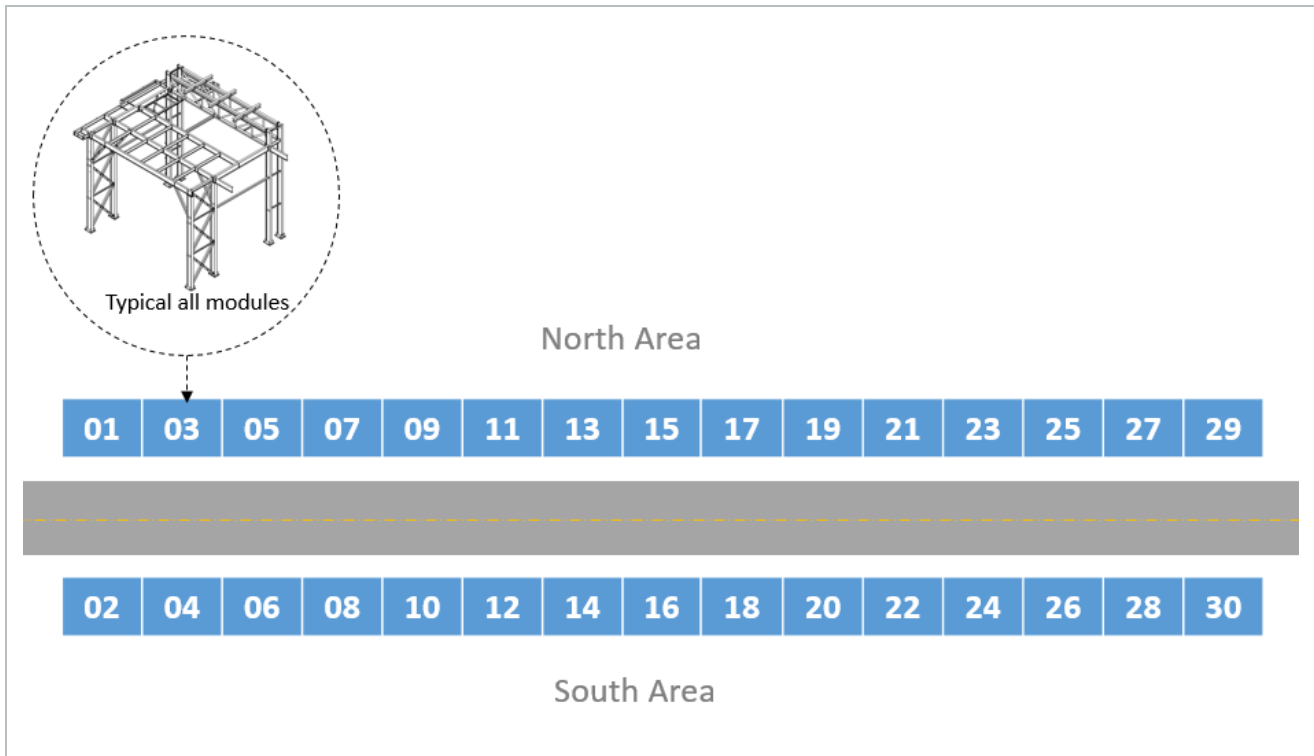 Typical all modules
North Area
01 03 05 07 09 11 13 15 17 19 21 23 25 27 29
02 04 06 08 10 12 14 16 18 20 22 24 26 28 30
South Area